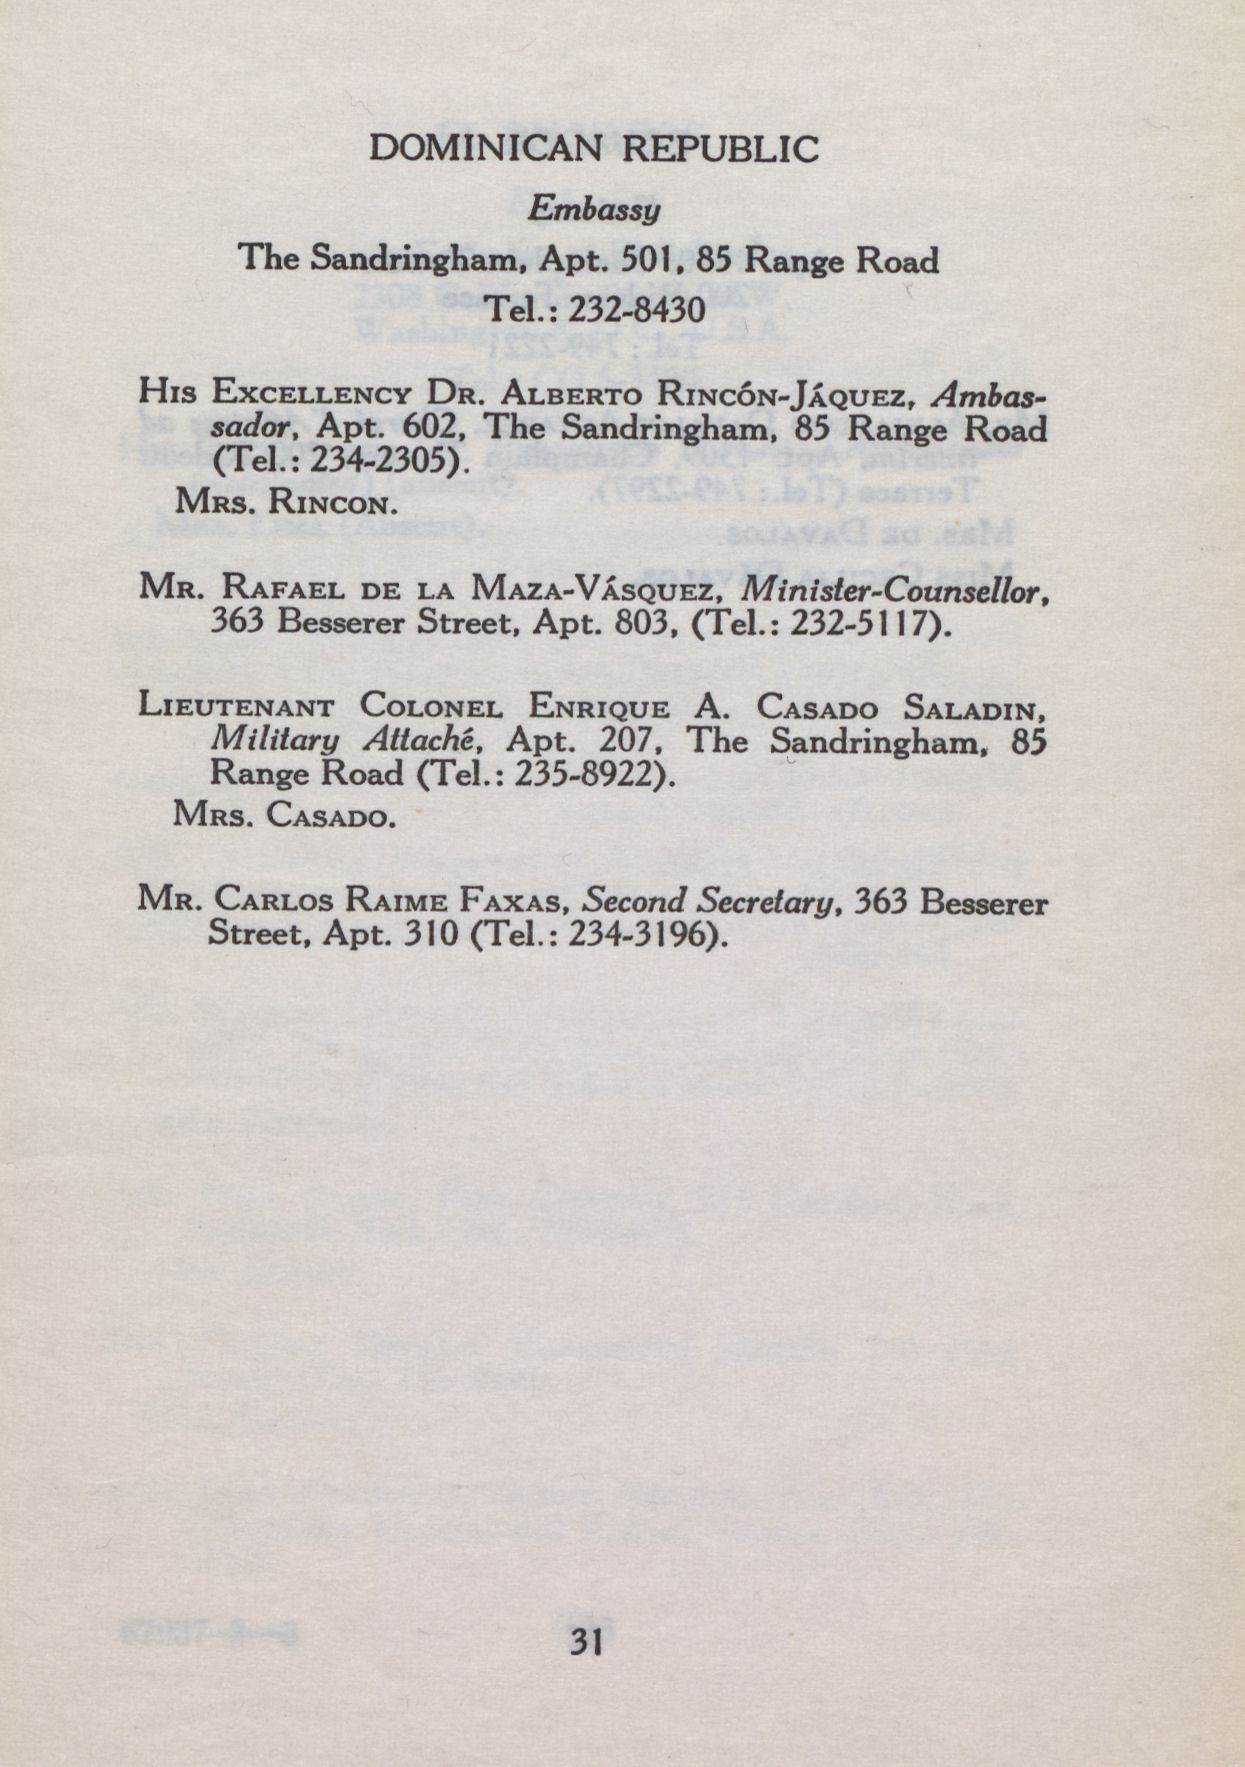 DOMINICAN REPUBLIC
Embassy
The Sandringham, Apt. 501, 85 Range Road
Tel.: 232-8430
HIS EXCELLENCY DR. ALBERTO RINCÓN-JÁQUEZ, Ambas-
sador, Apt. 602, The Sandringham, 85 Range Road
(Tel.: 234-2305).
MRS. RINCON.
MR. RAFAEL DE LA MAZA-VÁSQUEZ, Minister-Counsellor,
363 Besserer Street, Apt. 803, (Tel.: 232-5117).
LIEUTENANT COLONEL ENRIQUE A. CASADO SALADIN,
Military Attaché, Apt. 207, The Sandringham, 85
Range Road (Tel.: 235-8922).
MRS. CASADO.
MR. CARLOS RAIME FAXAS, Second Secretary, 363 Besserer
Street, Apt. 310 (Tel.: 234-3196).
31